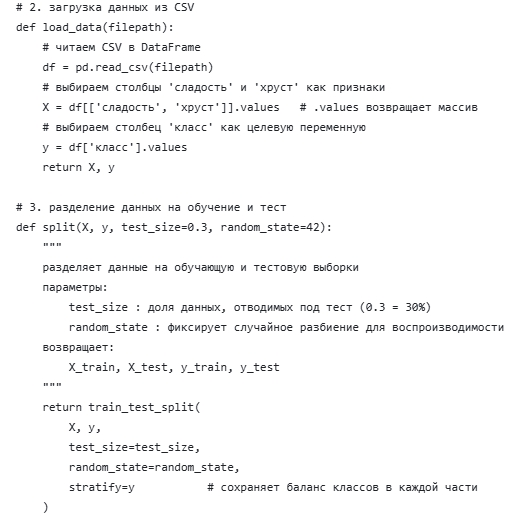 # 2. загрузка данных из CSV
def load_data(filepath):
    # читаем CSV в DataFrame
    df = pd.read_csv(filepath)
    # выбираем столбцы 'сладость' и 'хруст' как признаки
    X = df[['сладость', 'хруст']].values   # .values возвращает массив
    # выбираем столбец 'класс' как целевую переменную
    y = df['класс'].values
    return X, y

# 3. разделение данных на обучение и тест
def split(X, y, test_size=0.3, random_state=42):
    """
    разделяет данные на обучающую и тестовую выборки
    параметры:
        test_size : доля данных, отводимых под тест (0.3 = 30%)
        random_state : фиксирует случайное разбиение для воспроизводимости
    возвращает:
        X_train, X_test, y_train, y_test
    """
    return train_test_split(
        X, y,
        test_size=test_size,
        random_state=random_state,
        stratify=y           # сохраняет баланс классов в каждой части
    )